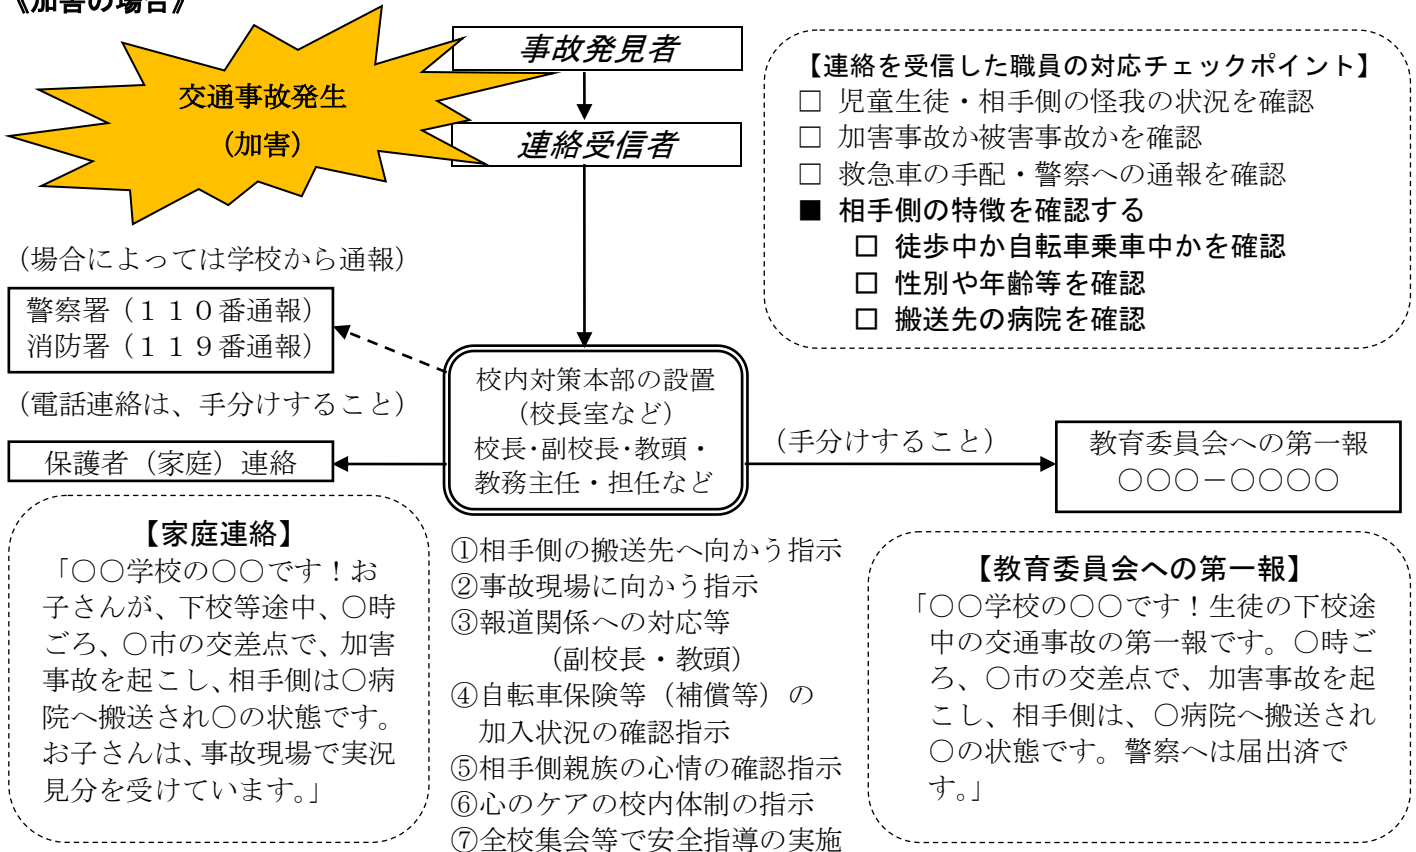 《加害の場合》
交通事故発生
（加害）
事故発見者
連絡受信者
【連絡を受信した職員の対応チェックポイント】
□ 児童生徒・相手側の怪我の状況を確認
□ 加害事故か被害事故かを確認
□ 救急車の手配・警察への通報を確認
■ 相手側の特徴を確認する
□ 徒歩中か自転車乗車中かを確認
□ 性別や年齢等を確認
□ 搬送先の病院を確認
（場合によっては学校から通報）
警察署（１１０番通報）
消防署（１１９番通報）
（電話連絡は、手分けすること）
保護者（家庭）連絡
校内対策本部の設置
（校長室など）
校長・副校長・教頭・
教務主任・担任など
（手分けすること）
教育委員会への第一報
○○○－○○○○
【家庭連絡】
「○○学校の○○です！お
子さんが、下校等途中、○時
ごろ、○市の交差点で、加害
事故を起こし、相手側は○病
院へ搬送され○の状態です。
お子さんは、事故現場で実況
見分を受けています。」
①相手側の搬送先へ向かう指示
②事故現場に向かう指示
③報道関係への対応等
（副校長・教頭）
④自転車保険等（補償等）の
加入状況の確認指示
⑤相手側親族の心情の確認指示
⑥心のケアの校内体制の指示
⑦全校集会等で安全指導の実施
【教育委員会への第一報】
「○○学校の○○です！生徒の下校途
中の交通事故の第一報です。○時ご
ろ、○市の交差点で、加害事故を起
こし、相手側は、○病院へ搬送され
○の状態です。警察へは届出済で
す。」